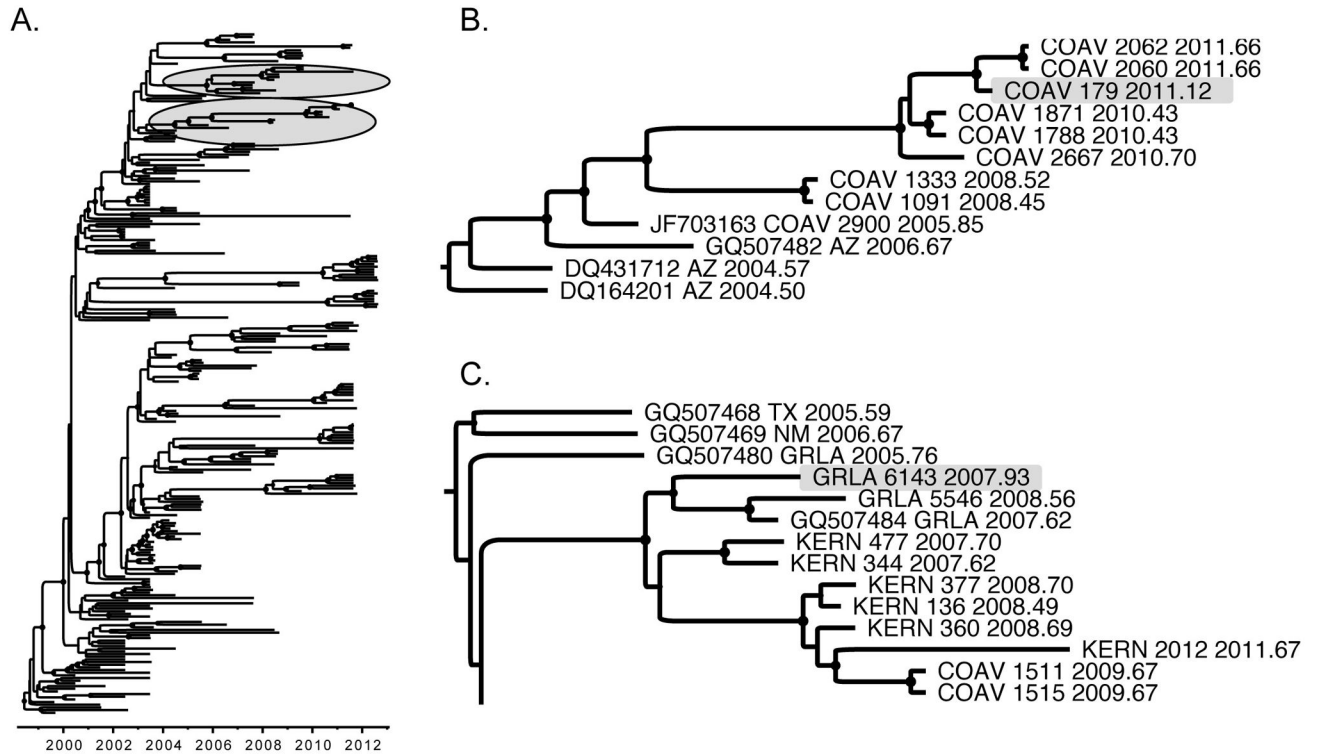 A.
2000 2002 2004 2006 2008 2010 2012
B.
COAV 2062 2011.66
COAV 2060 2011.66
COAV 179 2011.12
COAV 1871 2010.43
COAV 1788 2010.43
COAV 2667 2010.70
COAV 1333 2008.52
COAV 1091 2008.45
JF703163 COAV 2900 2005.85
GQ507482 AZ 2006.67
DQ431712 AZ 2004.57
DQ164201 AZ 2004.50
C.
GQ507468 TX 2005.59
GQ507469 NM 2006.67
GQ507480 GRLA 2005.76
GRLA 6143 2007.93
GRLA 5546 2008.56
GQ507484 GRLA 2007.62
KERN 477 2007.70
KERN 344 2007.62
KERN 377 2008.70
KERN 136 2008.49
KERN 360 2008.69
KERN 2012 2011.67
COAV 1511 2009.67
COAV 1515 2009.67